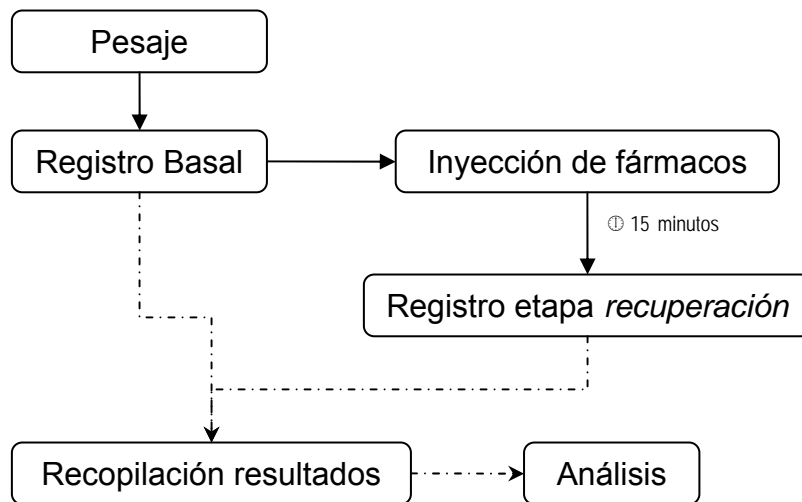 Pesaje
Registro Basal
Inyección de fármacos
15 minutos
Registro etapa recuperación
Recopilación resultados
Análisis